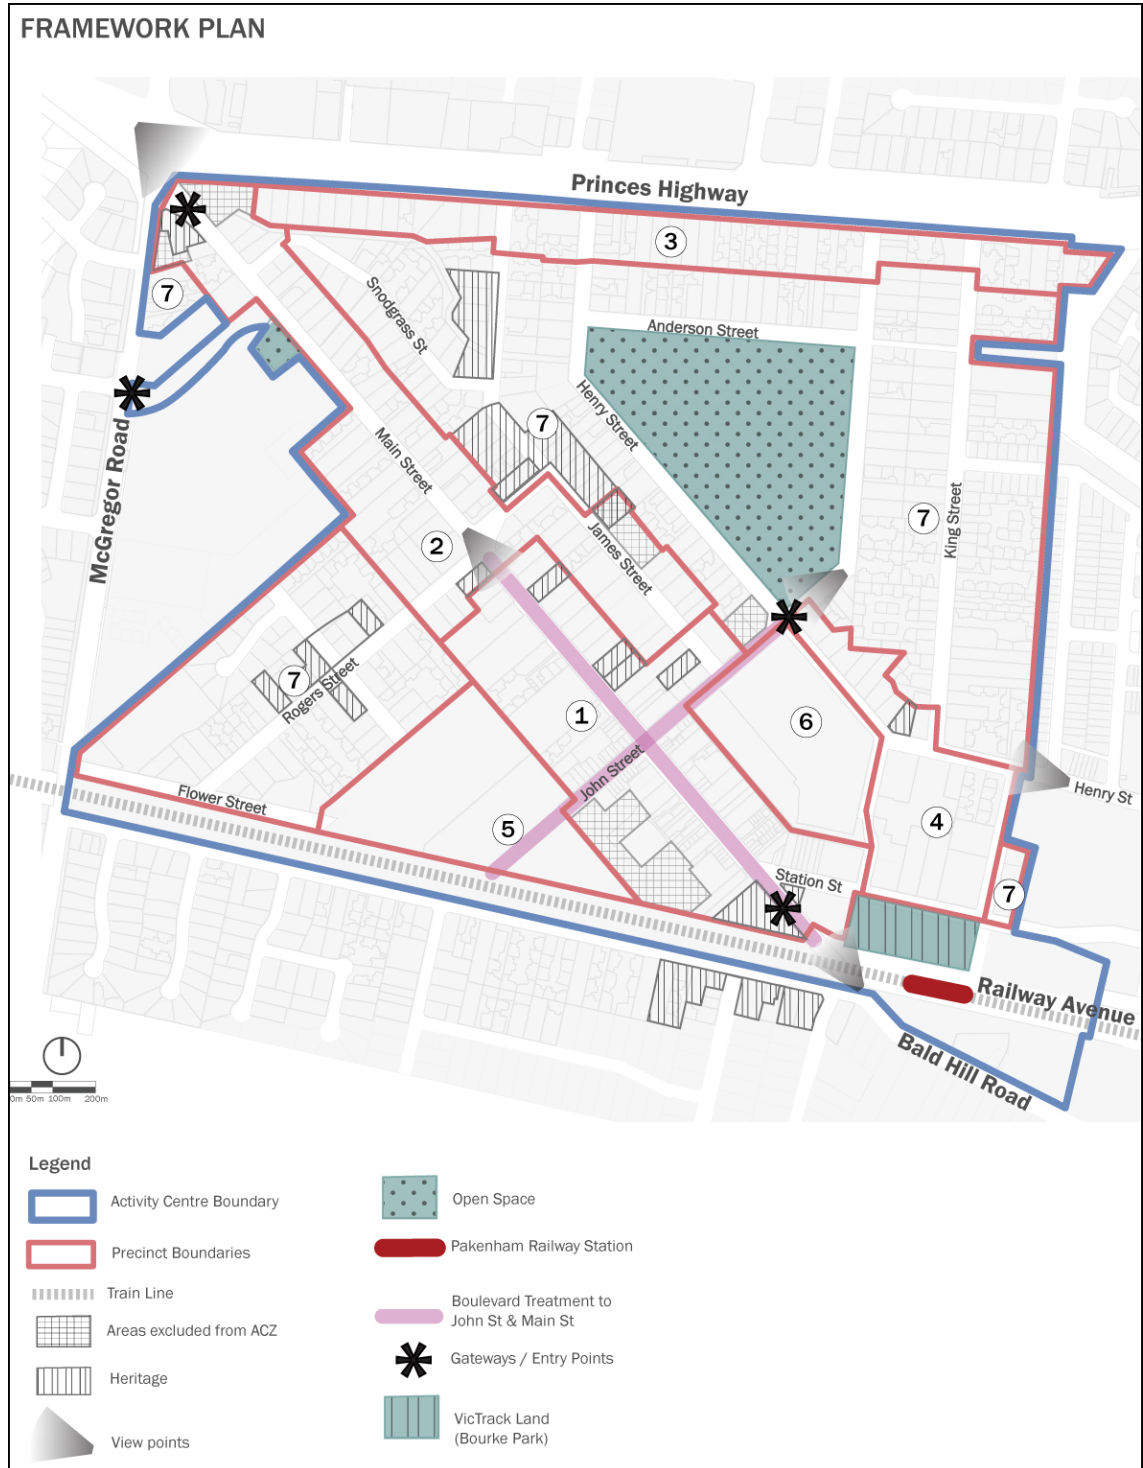 FRAMEWORK PLAN
Princes Highway
3
7
Snodgrass St
Anderson Street
Henry Street
7
Main Street
McGregor Road
King Street
7
2
James Street
7
Rogers Street
1
6
John Street
Henry St
Flower Street
5
4
Station St
7
Railway Avenue
Bald Hill Road
0m 50m 100m 200m
Legend
Activity Centre Boundary
Precinct Boundaries
Train Line
Areas excluded from ACZ
Heritage
View points
Open Space
Pakenham Railway Station
Boulevard Treatment to
John St & Main St
Gateways / Entry Points
VicTrack Land
(Bourke Park)